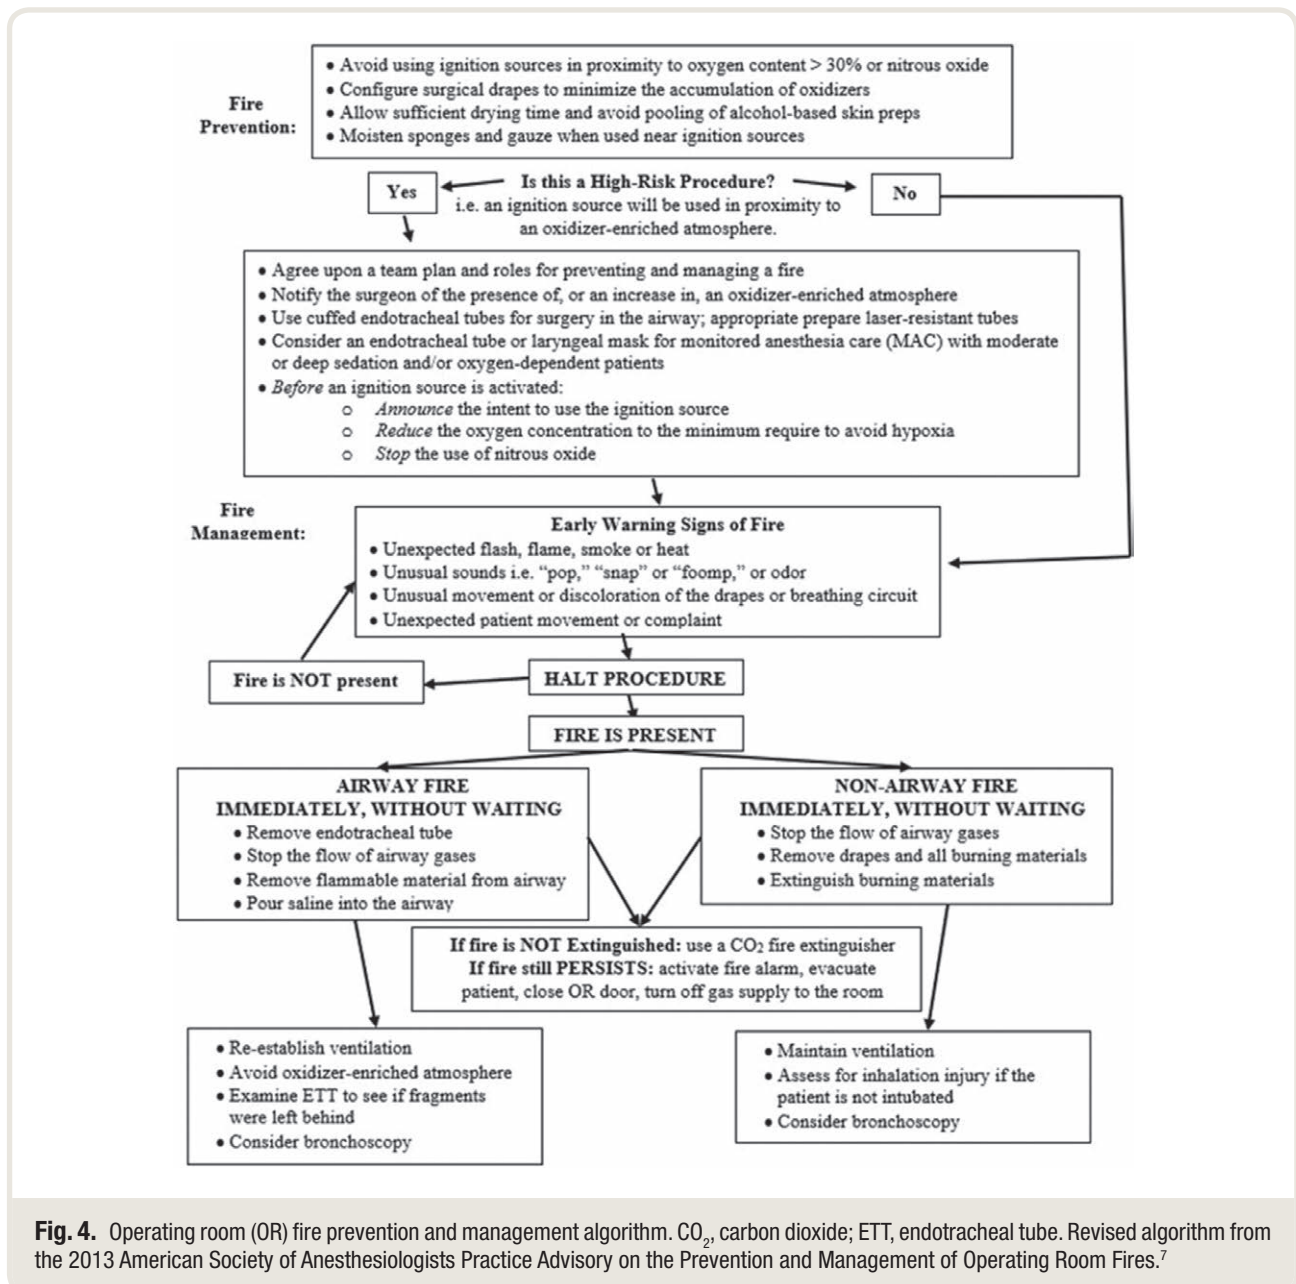 Fire
Prevention:
• Avoid using ignition sources in proximity to oxygen content > 30% or nitrous oxide
• Configure surgical drapes to minimize the accumulation of oxidizers
• Allow sufficient drying time and avoid pooling of alcohol-based skin preps
• Moisten sponges and gauze when used near ignition sources
Yes
Is this a High-Risk Procedure?
i.e. an ignition source will be used in proximity to
an oxidizer-enriched atmosphere.
No
• Agree upon a team plan and roles for preventing and managing a fire
• Notify the surgeon of the presence of, or an increase in, an oxidizer-enriched atmosphere
• Use cuffed endotracheal tubes for surgery in the airway; appropriate prepare laser-resistant tubes
• Consider an endotracheal tube or laryngeal mask for monitored anesthesia care (MAC) with moderate
or deep sedation and/or oxygen-dependent patients
• Before an ignition source is activated:
o Announce the intent to use the ignition source
o Reduce the oxygen concentration to the minimum require to avoid hypoxia
o Stop the use of nitrous oxide
Fire
Management:
Early Warning Signs of Fire
• Unexpected flash, flame, smoke or heat
• Unusual sounds i.e. “pop,” “snap” or “foomp,” or odor
• Unusual movement or discoloration of the drapes or breathing circuit
• Unexpected patient movement or complaint
Fire is NOT present
HALT PROCEDURE
FIRE IS PRESENT
AIRWAY FIRE
IMMEDIATELY, WITHOUT WAITING
• Remove endotracheal tube
• Stop the flow of airway gases
• Remove flammable material from airway
• Pour saline into the airway
NON-AIRWAY FIRE
IMMEDIATELY, WITHOUT WAITING
• Stop the flow of airway gases
• Remove drapes and all burning materials
• Extinguish burning materials
If fire is NOT Extinguished: use a CO₂ fire extinguisher
If fire still PERSISTS: activate fire alarm, evacuate
patient, close OR door, turn off gas supply to the room
• Re-establish ventilation
• Avoid oxidizer-enriched atmosphere
• Examine ETT to see if fragments
were left behind
• Consider bronchoscopy
• Maintain ventilation
• Assess for inhalation injury if the
patient is not intubated
• Consider bronchoscopy
Fig. 4. Operating room (OR) fire prevention and management algorithm. CO₂, carbon dioxide; ETT, endotracheal tube. Revised algorithm from
the 2013 American Society of Anesthesiologists Practice Advisory on the Prevention and Management of Operating Room Fires.⁷